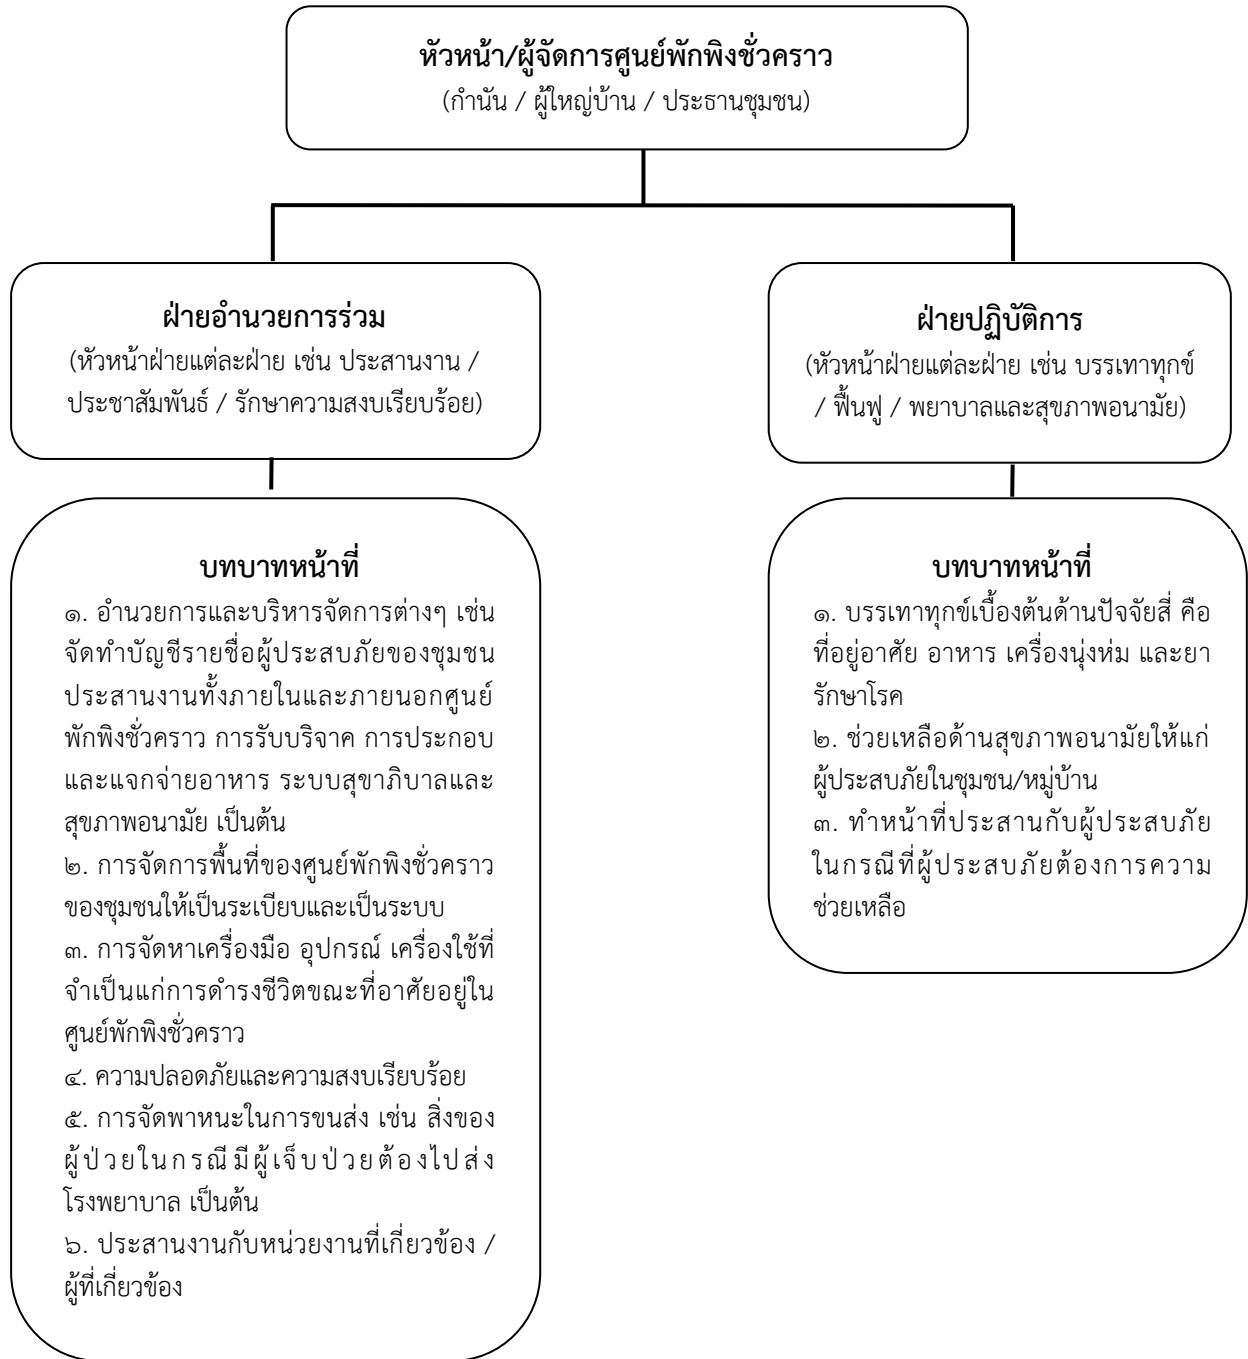 หัวหน้า/ผู้จัดการศูนย์พักพิงชั่วคราว
(กำนัน / ผู้ใหญ่บ้าน / ประธานชุมชน)
ฝ่ายอำนวยการร่วม
(หัวหน้าฝ่ายแต่ละฝ่าย เช่น ประสานงาน /
ประชาสัมพันธ์ / รักษาความสงบเรียบร้อย)
ฝ่ายปฏิบัติการ
(หัวหน้าฝ่ายแต่ละฝ่าย เช่น บรรเทาทุกข์
/ ฟื้นฟู / พยาบาลและสุขภาพอนามัย)
บทบาทหน้าที่
๑. อำนวยการและบริหารจัดการต่างๆ เช่น
จัดทำบัญชีรายชื่อผู้ประสบภัยของชุมชน
ประสานงานทั้งภายในและภายนอกศูนย์
พักพิงชั่วคราว การรับบริจาค การประกอบ
และแจกจ่ายอาหาร ระบบสุขาภิบาลและ
สุขภาพอนามัย เป็นต้น
๒. การจัดการพื้นที่ของศูนย์พักพิงชั่วคราว
ของชุมชนให้เป็นระเบียบและเป็นระบบ
๓. การจัดหาเครื่องมือ อุปกรณ์ เครื่องใช้ที่
จำเป็นแก่การดำรงชีวิตขณะที่อาศัยอยู่ใน
ศูนย์พักพิงชั่วคราว
๔. ความปลอดภัยและความสงบเรียบร้อย
๕. การจัดพาหนะในการขนส่ง เช่น สิ่งของ
ผู้ป่วยในกรณีมีผู้เจ็บป่วยต้องไปส่ง
โรงพยาบาล เป็นต้น
๖. ประสานงานกับหน่วยงานที่เกี่ยวข้อง /
ผู้ที่เกี่ยวข้อง
บทบาทหน้าที่
๑. บรรเทาทุกข์เบื้องต้นด้านปัจจัยสี่ คือ
ที่อยู่อาศัย อาหาร เครื่องนุ่งห่ม และยา
รักษาโรค
๒. ช่วยเหลือด้านสุขภาพอนามัยให้แก่
ผู้ประสบภัยในชุมชน/หมู่บ้าน
๓. ทำหน้าที่ประสานกับผู้ประสบภัย
ในกรณีที่ผู้ประสบภัยต้องการความ
ช่วยเหลือ